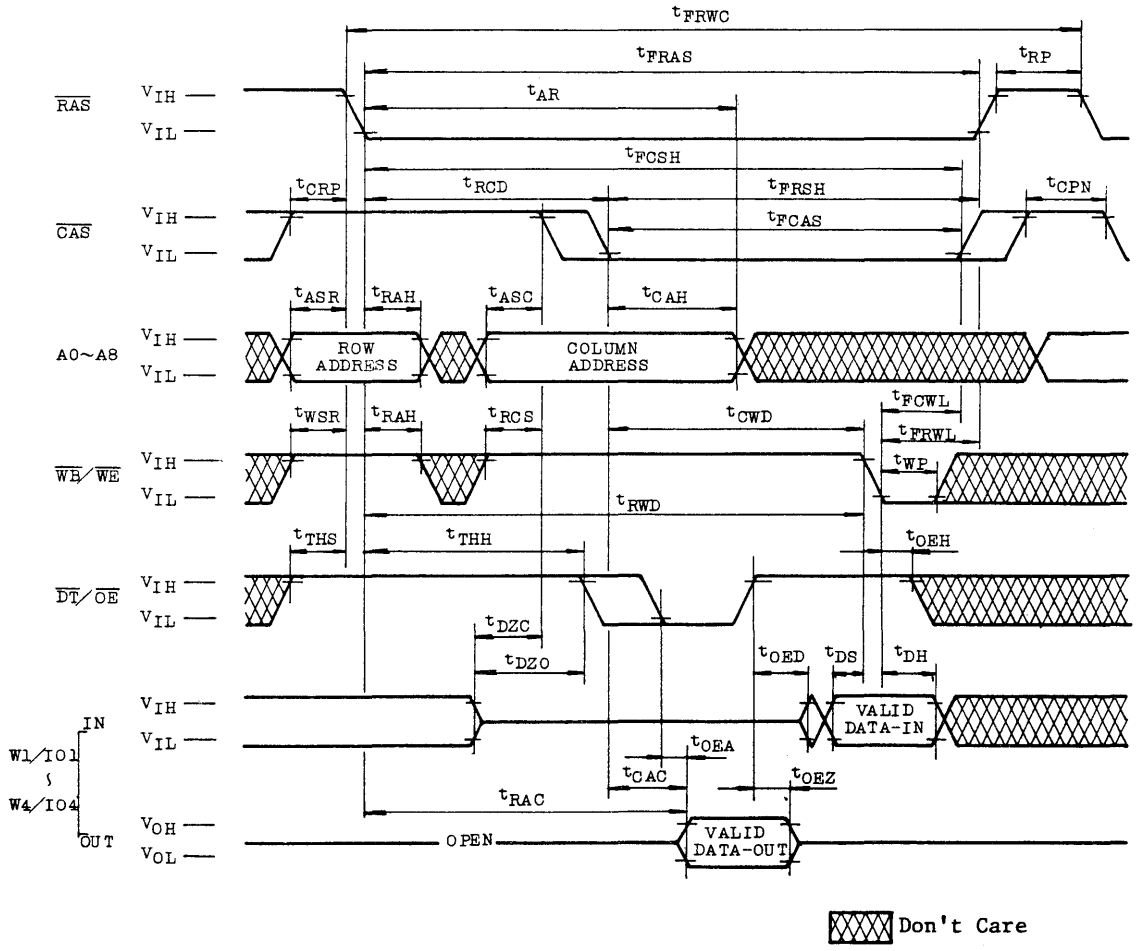 tFRWC
tFRAS
tRP
RAS
VIH
VIL
tAR
tFCSH
tCRP
tRCD
tFRSH
tCPN
CAS
VIH
VIL
tFCAS
tASR
tRAH
tASC
tCAH
A0~A8
VIH
VIL
ROW ADDRESS
COLUMN ADDRESS
tFCWL
tWSR
tRAH
tRCS
tCWD
tFRWL
WB/WE
VIH
VIL
tWP
tRWD
tTHS
tTHH
tOEH
DT/OE
VIH
VIL
tDZC
tDZO
tOED
tDS
tDH
IN
VIH
VIL
VALID DATA-IN
W1/IO1
~
W4/IO4
tOEA
tCAC
tOEZ
tRAC
OUT
VOH
VOL
OPEN
VALID DATA-OUT
Don't Care